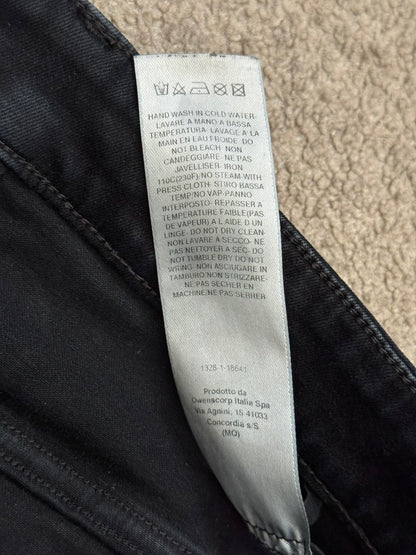 HAND WASH IN COLD WATER-
LAVARE A MANO A BASSA
TEMPERATURA- LAVAGE A LA
MAIN EN EAU FROIDE- DO
NOT BLEACH- NON
CANDEGGIARE- NE PAS
JAVELLISER- IRON
110C(230F)/NO STEAM-WITH
PRESS CLOTH- STIRO BASSA
TEMP/NO VAP-PANNO
INTERPOSTO- REPASSER A
TEMPERATURE FAIBLE(PAS
DE VAPEUR) A L'AIDE D UN
LINGE- DO NOT DRY CLEAN-
NON LAVARE A SECCO- NE
PAS NETTOYER A SEC- DO
NOT TUMBLE DRY/DO NOT
WRING- NON ASCIUGARE IN
TAMBURO NON STRIZZARE-
NE PAS SECHER EN
MACHINE/NE PAS SERRER
1328-1-18641
Prodotto da
Owenscorp Italia Spa
Via Agnini, 15 41033
Concordia s/S
(MO)